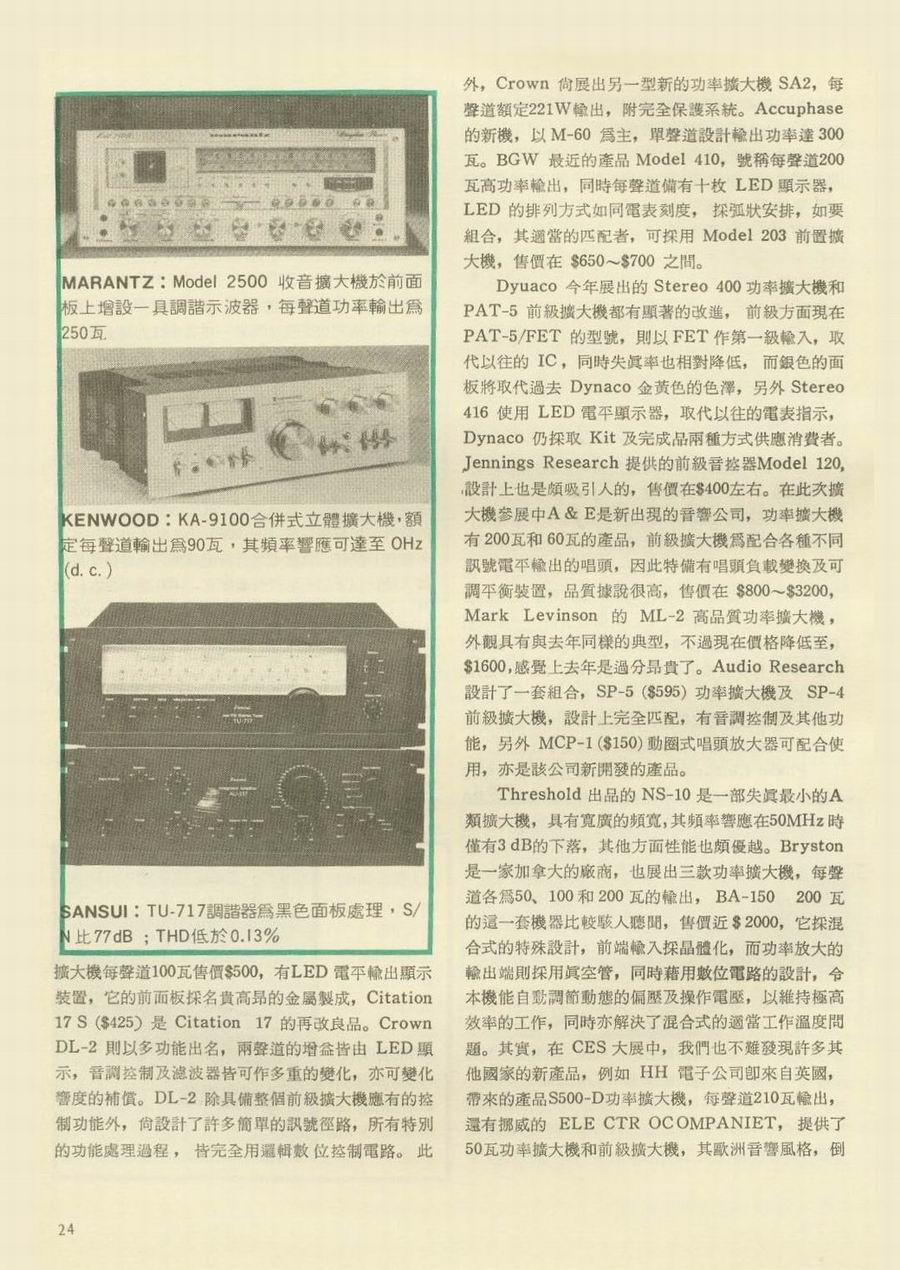 marantz
MARANTZ：Model 2500 收音擴大機於前面
板上增設一具調諧示波器，每聲道功率輸出爲
250瓦
KENWOOD：KA-9100合併式立體擴大機，額
定每聲道輸出爲90瓦，其頻率響應可達至 OHz
(d. c. )
TU-717
SANSUI：TU-717調諧器爲黑色面板處理，S/
N 比77dB ；THD低於0.13%
擴大機每聲道100瓦售價$500，有LED 電平輸出顯示
裝置，它的前面板採名貴高昂的金屬製成，Citation
17 S ($425) 是 Citation 17 的再改良品。Crown
DL-2 則以多功能出名，兩聲道的增益皆由 LED 顯
示，音調控制及濾波器皆可作多重的變化，亦可變化
響度的補償。DL-2 除具備整個前級擴大機應有的控
制功能外，尙設計了許多簡單的訊號徑路，所有特別
的功能處理過程， 皆完全用邏輯數位控制電路。 此
外，Crown 尙展出另一型新的功率擴大機 SA2，每
聲道額定221W輸出，附完全保護系統。Accuphase
的新機，以 M-60 爲主，單聲道設計輸出功率達 300
瓦。BGW 最近的產品 Model 410，號稱每聲道200
瓦高功率輸出，同時每聲道備有十枚 LED 顯示器，
LED 的排列方式如同電表刻度， 採弧狀安排，如要
組合，其適當的匹配者，可採用 Model 203 前置擴
大機，售價在 $650～$700 之間。
Dyuaco 今年展出的 Stereo 400 功率擴大機和
PAT-5 前級擴大機都有顯著的改進， 前級方面現在
PAT-5/FET 的型號，則以 FET 作第一級輸入，取
代以往的 IC，同時失眞率也相對降低， 而銀色的面
板將取代過去 Dynaco 金黃色的色澤，另外 Stereo
416 使用 LED 電平顯示器，取代以往的電表指示，
Dynaco 仍採取 Kit 及完成品兩種方式供應消費者。
Jennings Research 提供的前級音控器Model 120,
設計上也是頗吸引人的，售價在$400左右。在此次擴
大機參展中A & E是新出現的音響公司，功率擴大機
有 200瓦和 60瓦的產品，前級擴大機爲配合各種不同
訊號電平輸出的唱頭，因此特備有唱頭負載變換及可
調平衡裝置，品質據說很高，售價在 $800～$3200，
Mark Levinson 的 ML-2 高品質功率擴大機，
外觀具有與去年同樣的典型，不過現在價格降低至，
$1600,感覺上去年是過分昂貴了。Audio Research
設計了一套組合，SP-5 ($595) 功率擴大機及 SP-4
前級擴大機，設計上完全匹配，有音調控制及其他功
能，另外 MCP-1 ($150) 動圈式唱頭放大器可配合使
用，亦是該公司新開發的產品。
Threshold 出品的 NS-10 是一部失眞最小的A
類擴大機，具有寬廣的頻寬，其頻率響應在50MHz 時
僅有3 dB的下落，其他方面性能也頗優越。Bryston
是一家加拿大的廠商，也展出三款功率擴大機，每聲
道各爲50、100 和 200 瓦的輸出， BA-150 200 瓦
的這一套機器比較駭人聽聞，售價近 $ 2000，它採混
合式的特殊設計，前端輸入採晶體化，而功率放大的
輸出端則採用眞空管，同時藉用數位電路的設計，令
本機能自動調節動態的偏壓及操作電壓，以維持極高
效率的工作，同時亦解決了混合式的適當工作溫度問
題。其實，在 CES 大展中，我們也不難發現許多其
他國家的新產品，例如 HH 電子公司卽來自英國，
帶來的產品S500-D功率擴大機，每聲道210瓦輸出，
還有挪威的 ELE CTR OCOMPANIET， 提供了
50瓦功率擴大機和前級擴大機，其歐洲音響風格，倒
24